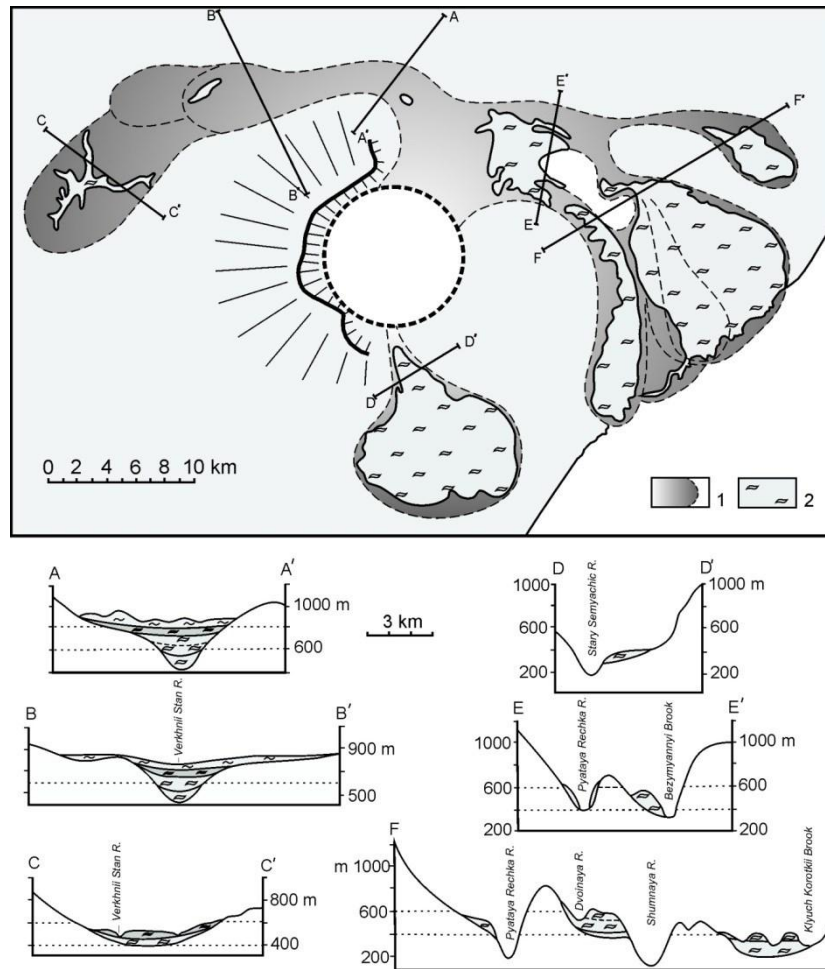 B
A
C
E'
F'
A'
B'
C'
E
F
D'
D
0 2 4 6 8 10 km
1
2
A
A'
1000 m
600
3 km
Verkhnii Stan R.
B
B'
900 m
500
C
Verkhnii Stan R.
C'
800 m
400
D
D'
Stary Semyachic R.
1000
600
200
1000 m
600
200
E
E'
Pyataya Rechka R.
Bezymyannyi Brook
1000
600
200
1000 m
600
400
200
F
m
1000
600
200
Pyataya Rechka R.
Dvoinaya R.
Shumnaya R.
Klyuch Korotkii Brook